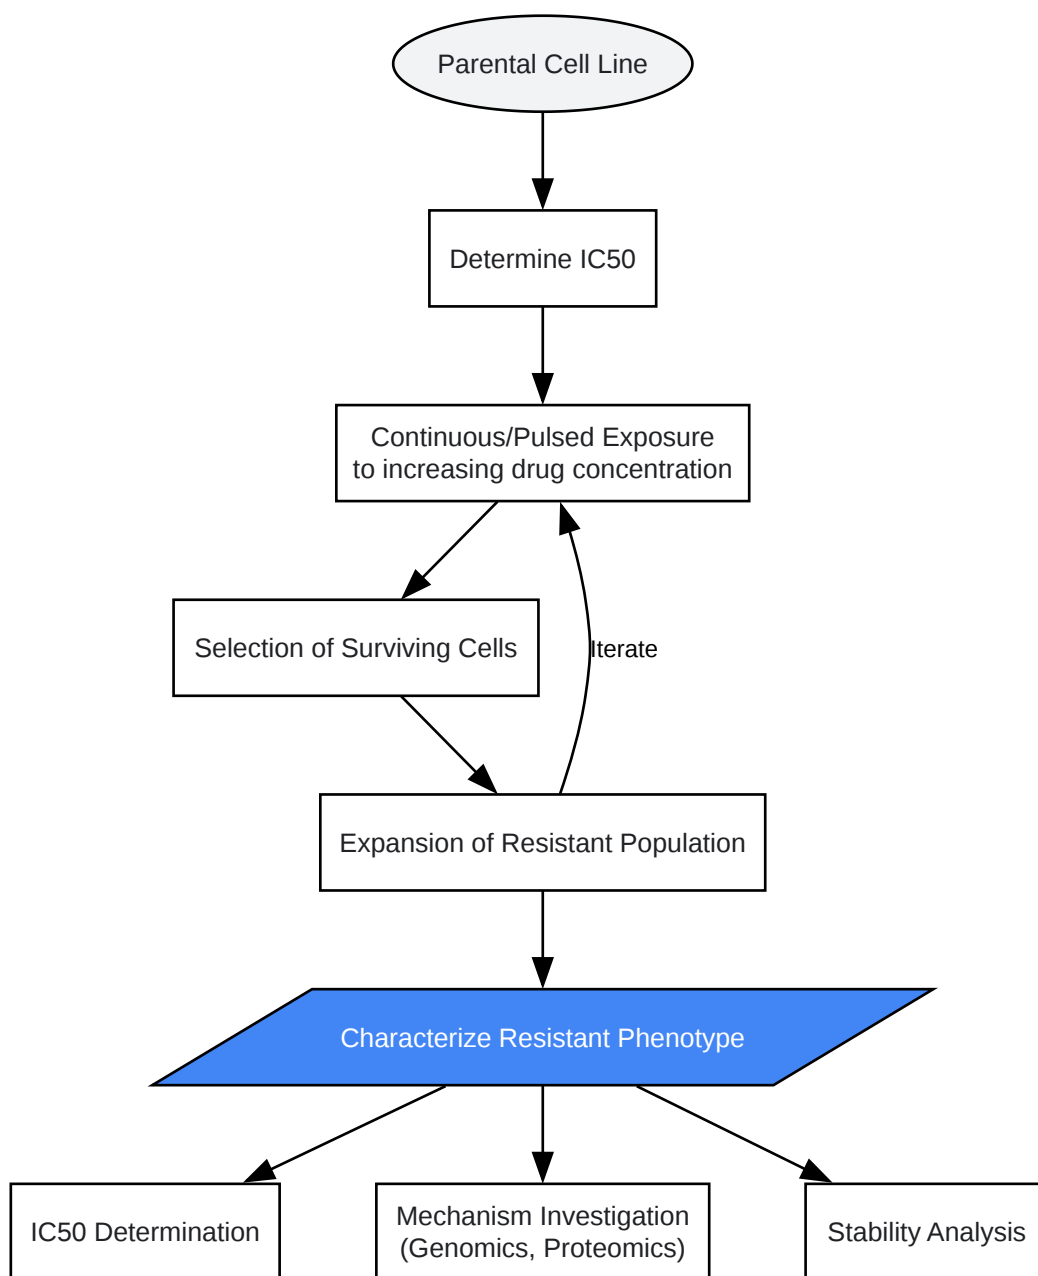 Parental Cell Line
Determine IC50
Continuous/Pulsed Exposure
to increasing drug concentration
Selection of Surviving Cells
Iterate
Expansion of Resistant Population
Characterize Resistant Phenotype
IC50 Determination
Mechanism Investigation
(Genomics, Proteomics)
Stability Analysis